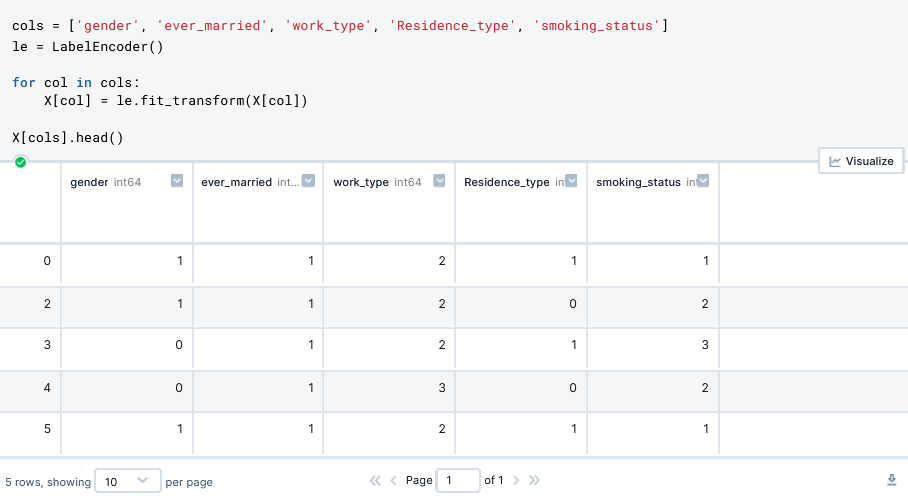 cols = ['gender', 'ever_married', 'work_type', 'Residence_type', 'smoking_status']
le = LabelEncoder()
for col in cols:
    X[col] = le.fit_transform(X[col])
X[cols].head()
Visualize
gender int64 ever_married int... work_type int64 Residence_type in smoking_status in
0 1 1 2 1 1
2 1 1 2 0 2
3 0 1 2 1 3
4 0 1 3 0 2
5 1 1 2 1 1
5 rows, showing 10 per page Page 1 of 1